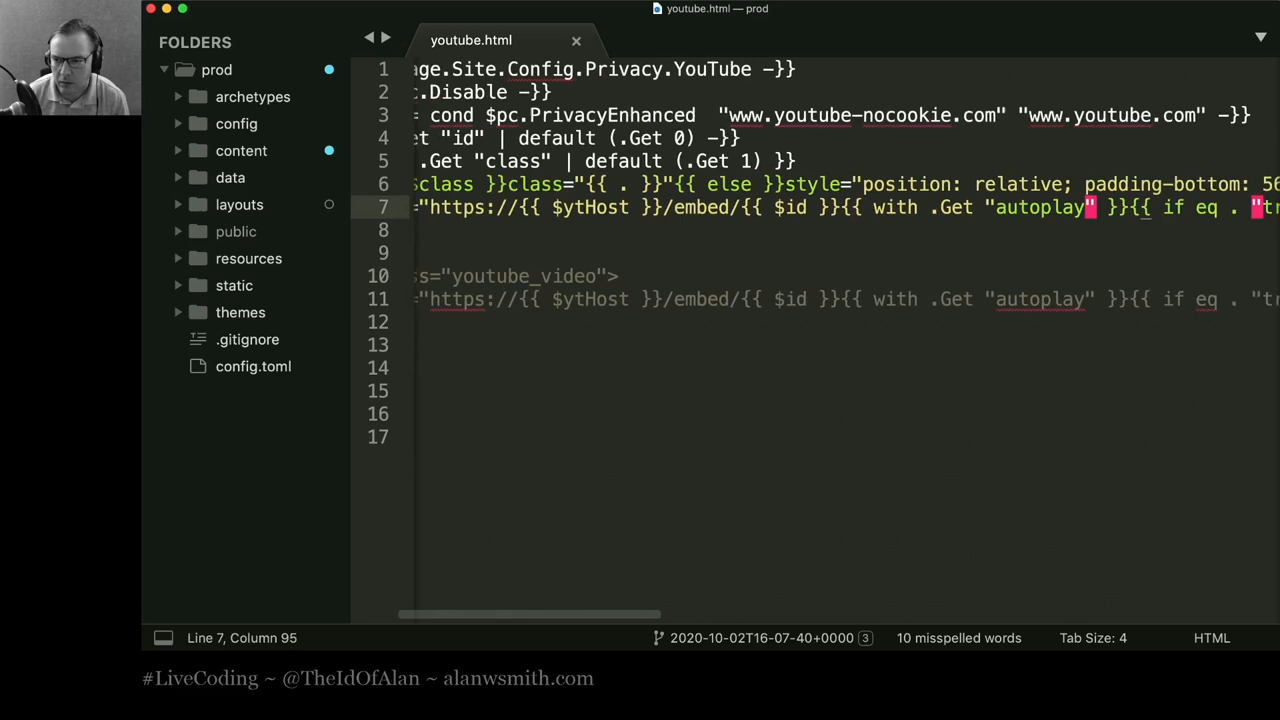 youtube.html — prod
FOLDERS
prod
archetypes
config
content
data
layouts
public
resources
static
themes
.gitignore
config.toml
youtube.html
1 age.Site.Config.Privacy.YouTube -}}
2 c.Disable -}}
3 = cond $pc.PrivacyEnhanced  "www.youtube-nocookie.com" "www.youtube.com" -}}
4 et "id" | default (.Get 0) -}}
5 .Get "class" | default (.Get 1) }}
6 $class }}class="{{ . }}"{{ else }}style="position: relative; padding-bottom: 56
7 ="https://{{ $ytHost }}/embed/{{ $id }}{{ with .Get "autoplay" }}{{ if eq . "tr
8
9
10 ss="youtube_video">
11 ="https://{{ $ytHost }}/embed/{{ $id }}{{ with .Get "autoplay" }}{{ if eq . "tr
12
13
14
15
16
17
Line 7, Column 95
2020-10-02T16-07-40+0000 3
10 misspelled words
Tab Size: 4
HTML
#LiveCoding ~ @TheIdOfAlan ~ alanwsmith.com